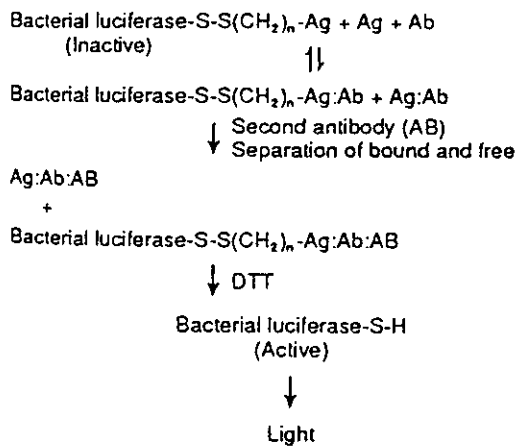 Bacterial luciferase-S-S(CH₂)ₙ-Ag + Ag + Ab
(Inactive)
⇃↾
Bacterial luciferase-S-S(CH₂)ₙ-Ag:Ab + Ag:Ab
↓ Second antibody (AB)
Separation of bound and free
Ag:Ab:AB
+
Bacterial luciferase-S-S(CH₂)ₙ-Ag:Ab:AB
↓ DTT
Bacterial luciferase-S-H
(Active)
↓
Light